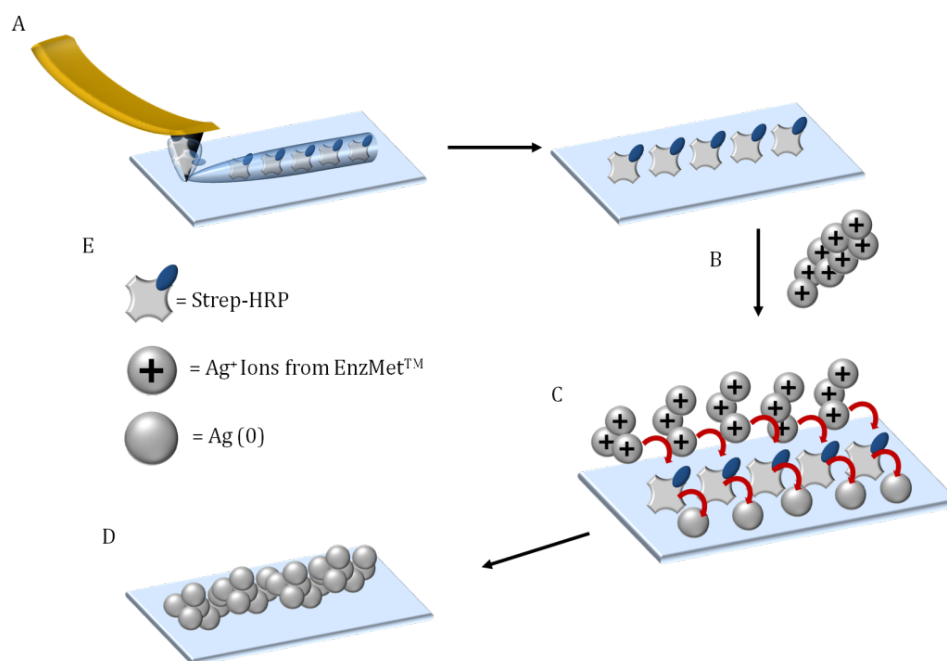 A
B
E
= Strep-HRP
= Ag⁺ Ions from EnzMet™
= Ag (0)
C
D